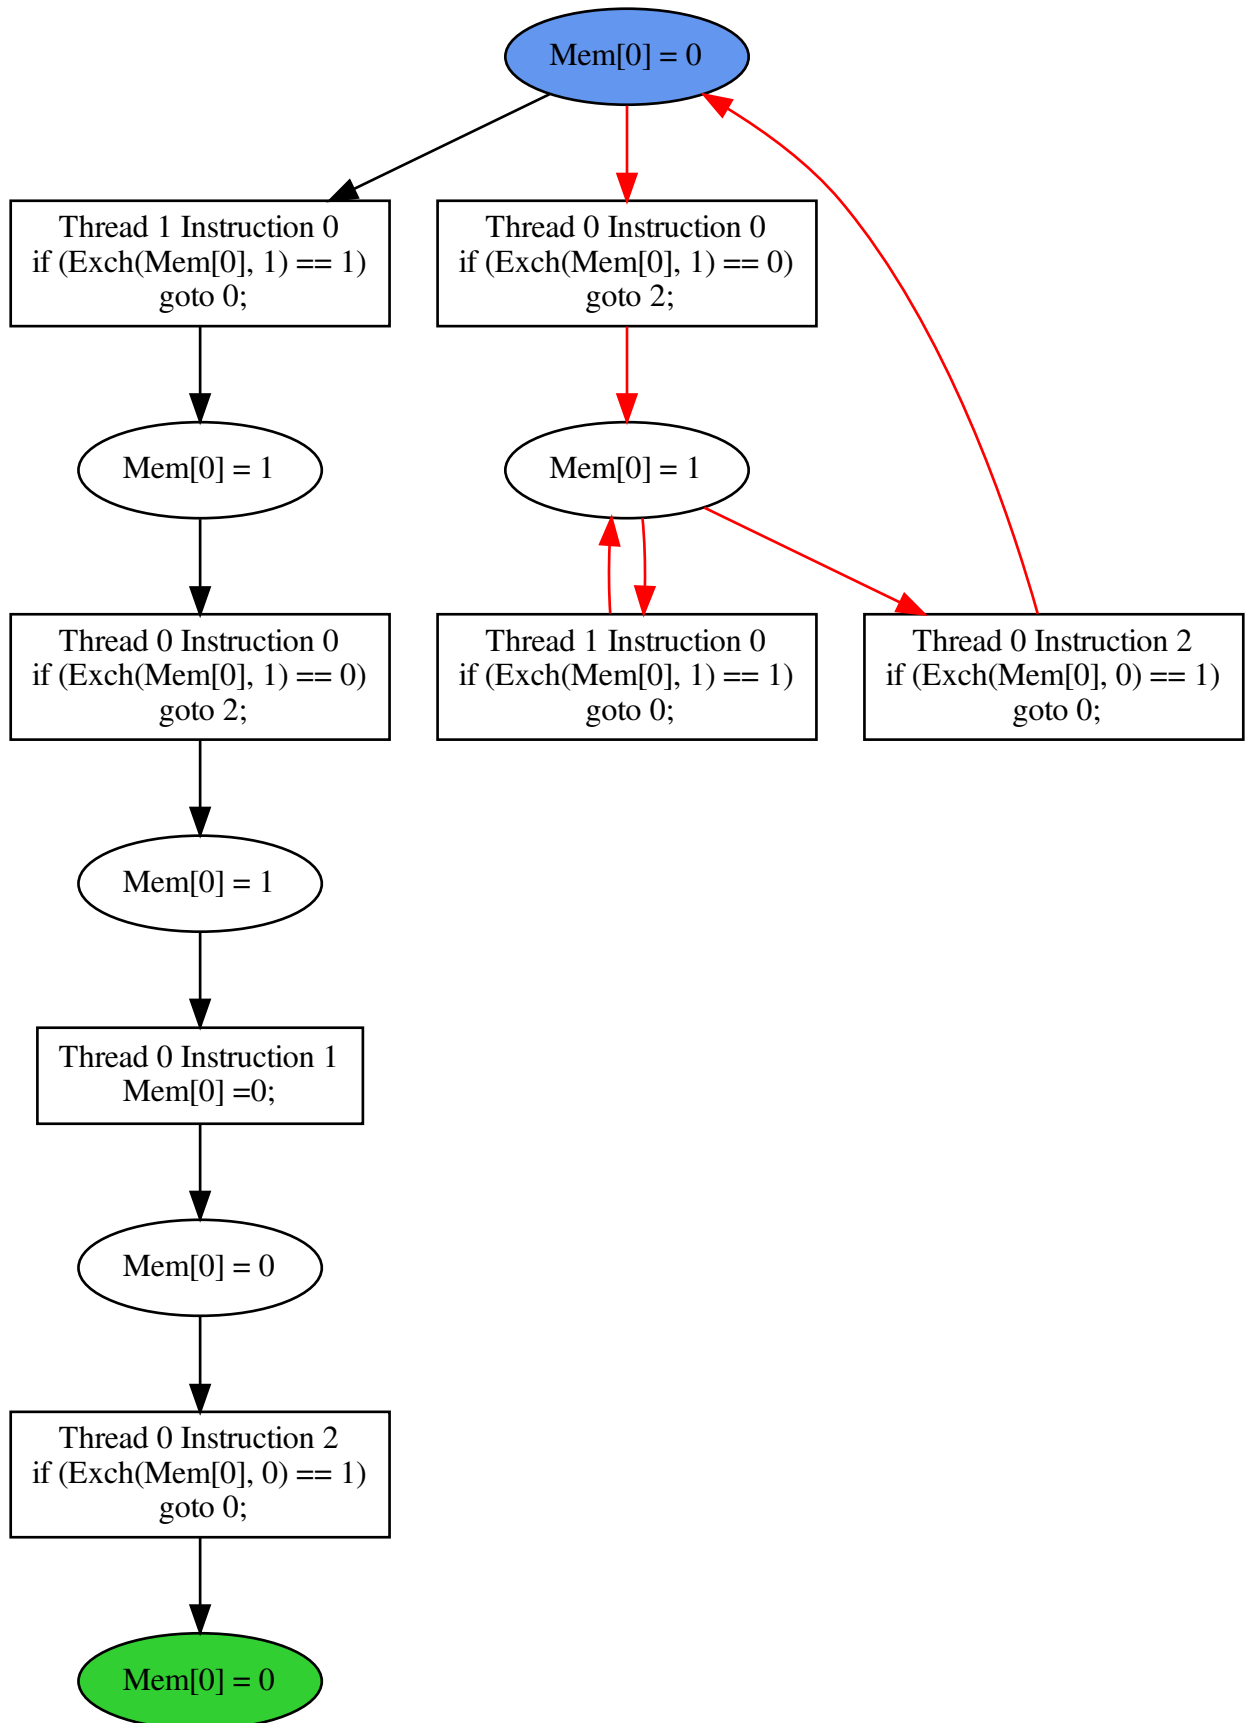 Mem[0] = 0
Thread 1 Instruction 0
if (Exch(Mem[0], 1) == 1)
goto 0;
Thread 0 Instruction 0
if (Exch(Mem[0], 1) == 0)
goto 2;
Mem[0] = 1
Mem[0] = 1
Thread 0 Instruction 0
if (Exch(Mem[0], 1) == 0)
goto 2;
Thread 1 Instruction 0
if (Exch(Mem[0], 1) == 1)
goto 0;
Thread 0 Instruction 2
if (Exch(Mem[0], 0) == 1)
goto 0;
Mem[0] = 1
Thread 0 Instruction 1
Mem[0] =0;
Mem[0] = 0
Thread 0 Instruction 2
if (Exch(Mem[0], 0) == 1)
goto 0;
Mem[0] = 0